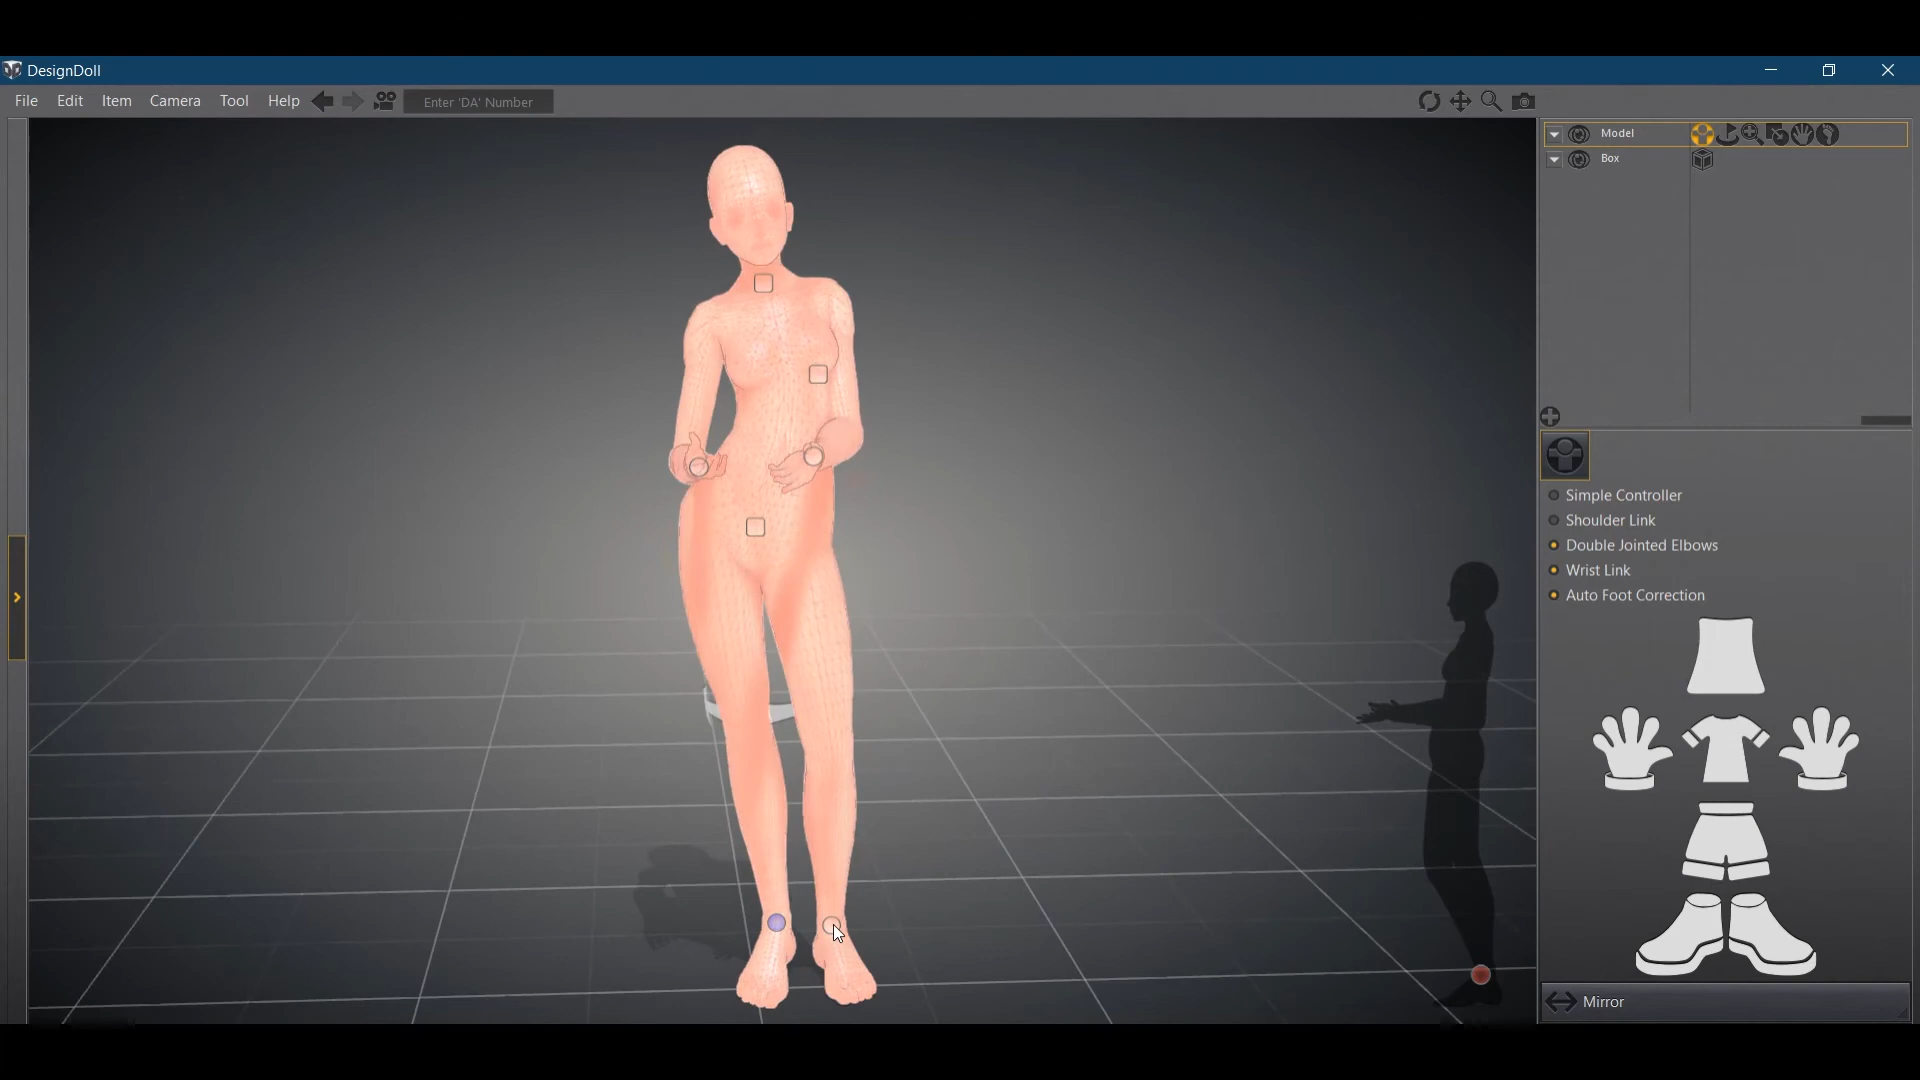 DesignDoll
File Edit Item Camera Tool Help Enter 'DA' Number
Model
Box
Simple Controller
Shoulder Link
Double Jointed Elbows
Wrist Link
Auto Foot Correction
Mirror